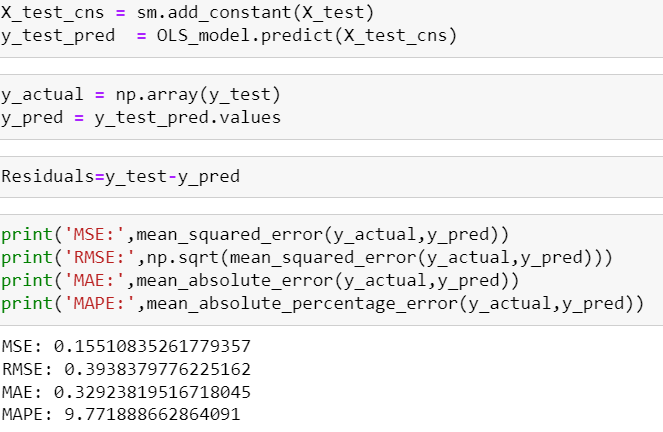 X_test_cns = sm.add_constant(X_test)
y_test_pred  = OLS_model.predict(X_test_cns)
y_actual = np.array(y_test)
y_pred = y_test_pred.values
Residuals=y_test-y_pred
print('MSE:',mean_squared_error(y_actual,y_pred))
print('RMSE:',np.sqrt(mean_squared_error(y_actual,y_pred)))
print('MAE:',mean_absolute_error(y_actual,y_pred))
print('MAPE:',mean_absolute_percentage_error(y_actual,y_pred))
MSE: 0.15510835261779357
RMSE: 0.3938379776225162
MAE: 0.32923819516718045
MAPE: 9.771888662864091